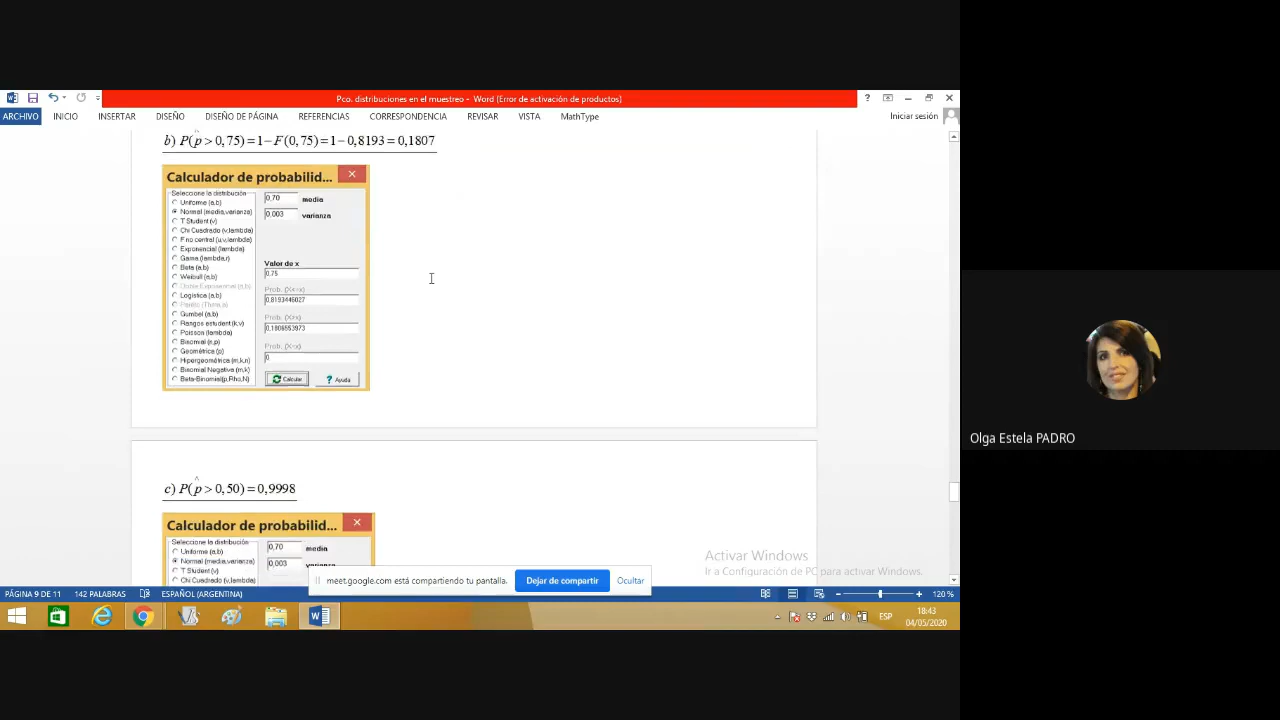 Pco. distribuciones en el muestreo - Word (Error de activación de productos)
ARCHIVO INICIO INSERTAR DISEÑO DISEÑO DE PÁGINA REFERENCIAS CORRESPONDENCIA REVISAR VISTA MathType Iniciar sesión
b) P(p̂ > 0,75) = 1 − F(0,75) = 1 − 0,8193 = 0,1807
Calculador de probabilid...
Seleccione la distribución
Uniforme (a,b)
Normal (media,varianza)
T Student (v)
Chi Cuadrado (v,lambda)
F no central (u,v,lambda)
Exponencial (lambda)
Gama (lambda,r)
Beta (a,b)
Weibull (a,b)
Logística (a,b)
Gumbel (a,b)
Rangos estudent (k,v)
Poisson (lambda)
Binomial (n,p)
Geométrica (p)
Hipergeométrica (m,k,n)
Binomial Negativa (m,k)
Beta-Binomial(p,Rho,N)
0,70 media
0,003 varianza
Valor de x
0,75
0,8193446027
0,1806553973
0
Calcular Ayuda
c) P(p̂ > 0,50) = 0,9998
Calculador de probabilid...
Seleccione la distribución
Uniforme (a,b)
Normal (media,varianza)
T Student (v)
Chi Cuadrado (v,lambda)
0,70 media
0,003
Activar Windows
Ir a Configuración de PC para activar Windows.
meet.google.com está compartiendo tu pantalla. Dejar de compartir Ocultar
PÁGINA 9 DE 11 142 PALABRAS ESPAÑOL (ARGENTINA) 120 %
ESP 18:43
04/05/2020
Olga Estela PADRO